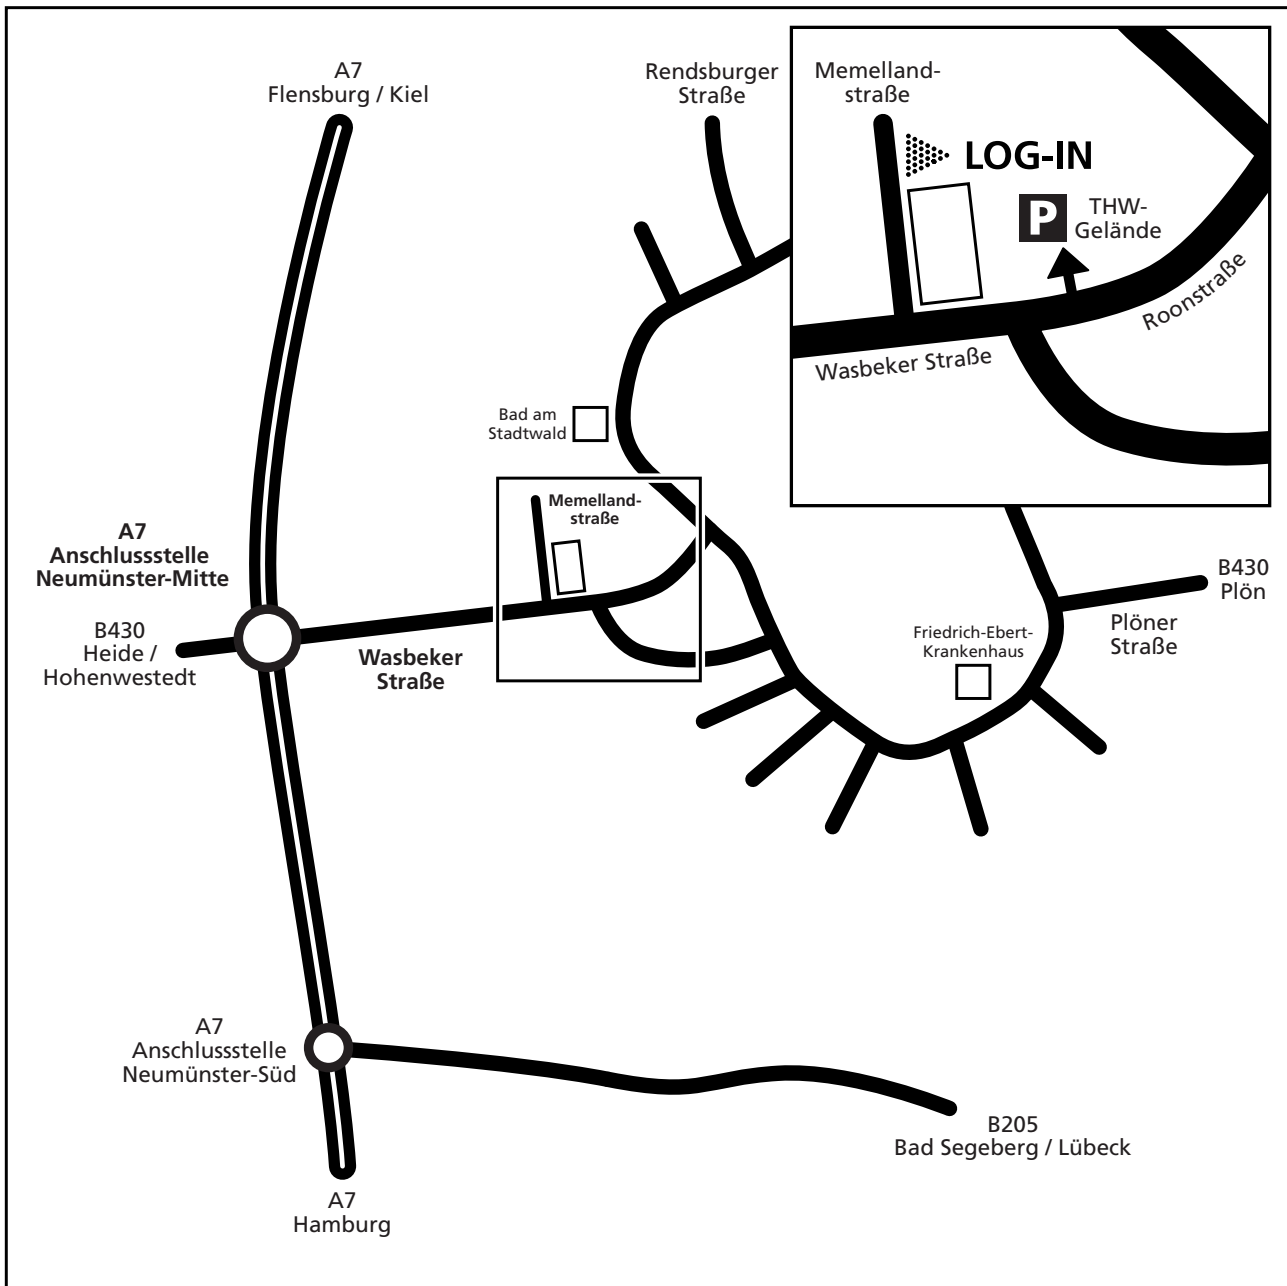 A7
Flensburg / Kiel
Rendsburger
Straße
Memelland-
straße
LOG-IN
P
THW-
Gelände
Roonstraße
Wasbeker Straße
Bad am
Stadtwald
Memelland-
straße
A7
Anschlussstelle
Neumünster-Mitte
B430
Heide /
Hohenwestedt
Wasbeker
Straße
B430
Plön
Plöner
Straße
Friedrich-Ebert-
Krankenhaus
A7
Anschlussstelle
Neumünster-Süd
B205
Bad Segeberg / Lübeck
A7
Hamburg